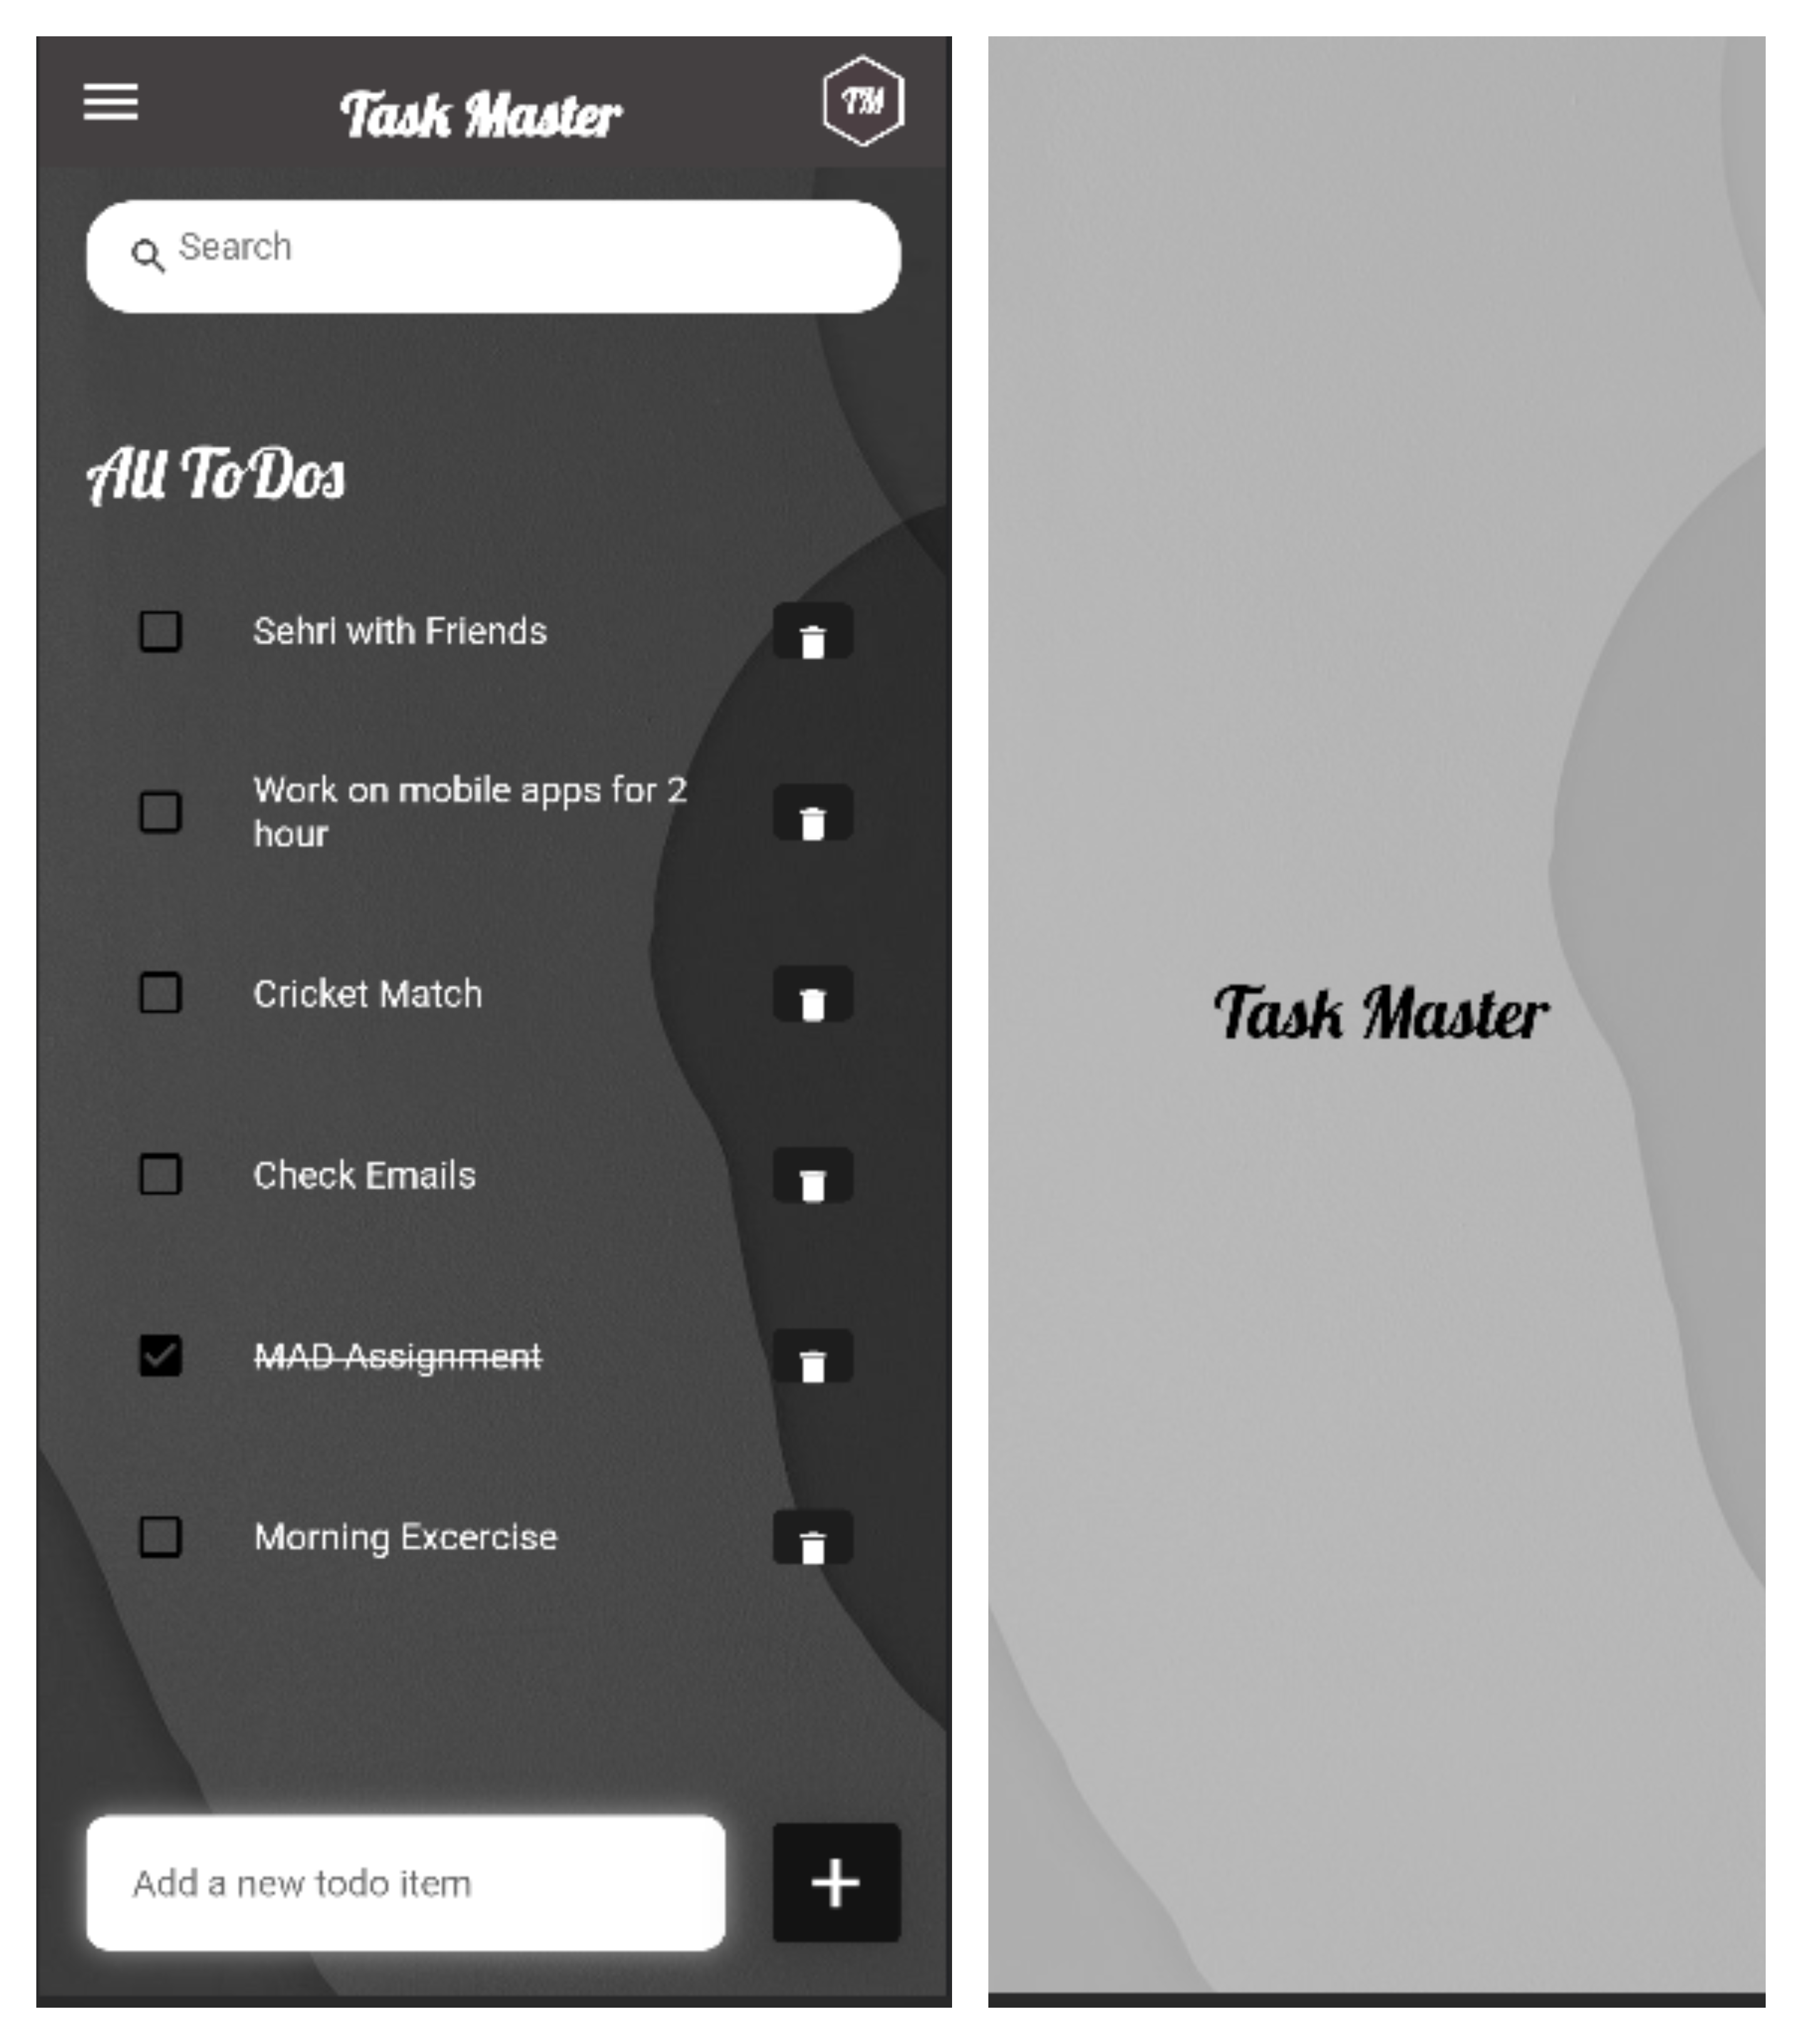 Task Master
TM
Search
All ToDos
Sehri with Friends
Work on mobile apps for 2
hour
Cricket Match
Check Emails
MAD Assignment
Morning Excercise
Add a new todo item
Task Master